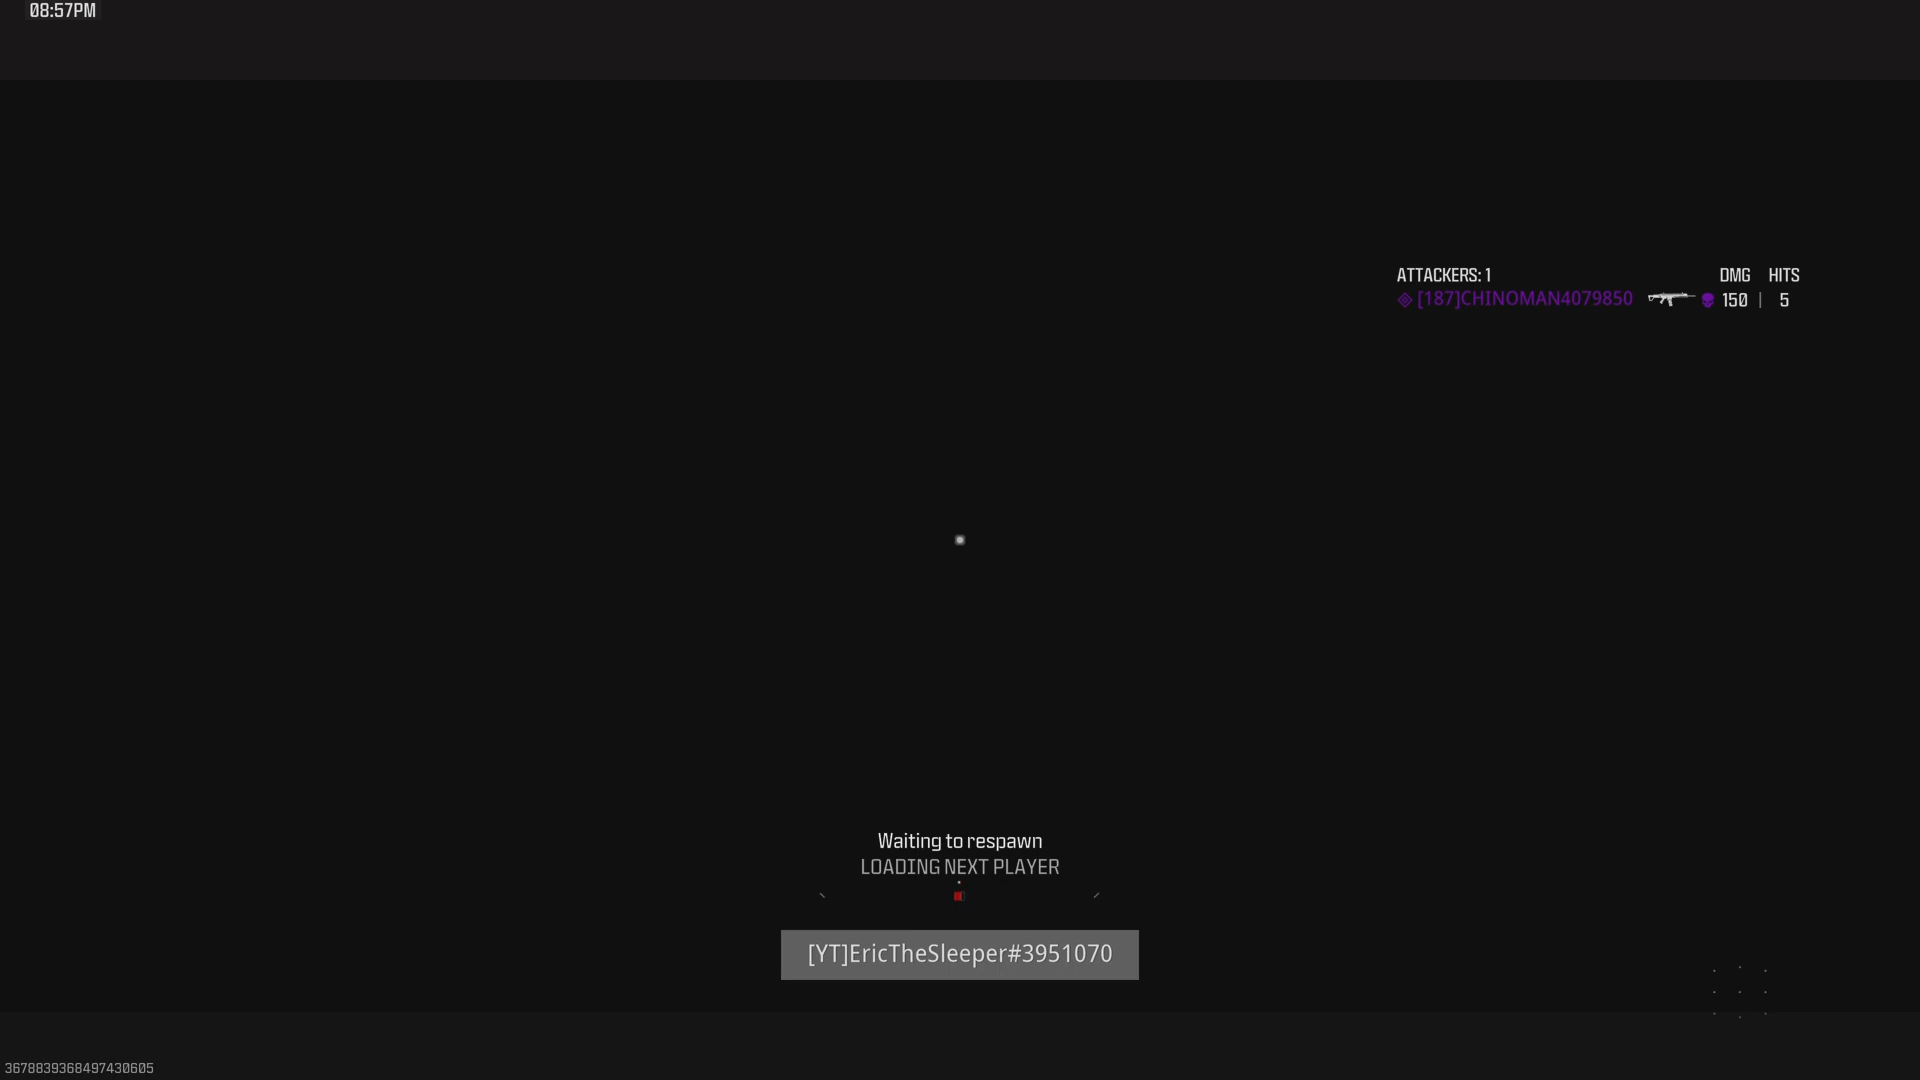 08:57PM
ATTACKERS: 1 DMG HITS
[187]CHINOMAN4079850 150 | 5
Waiting to respawn
LOADING NEXT PLAYER
[YT]EricTheSleeper#3951070
3678839368497430605